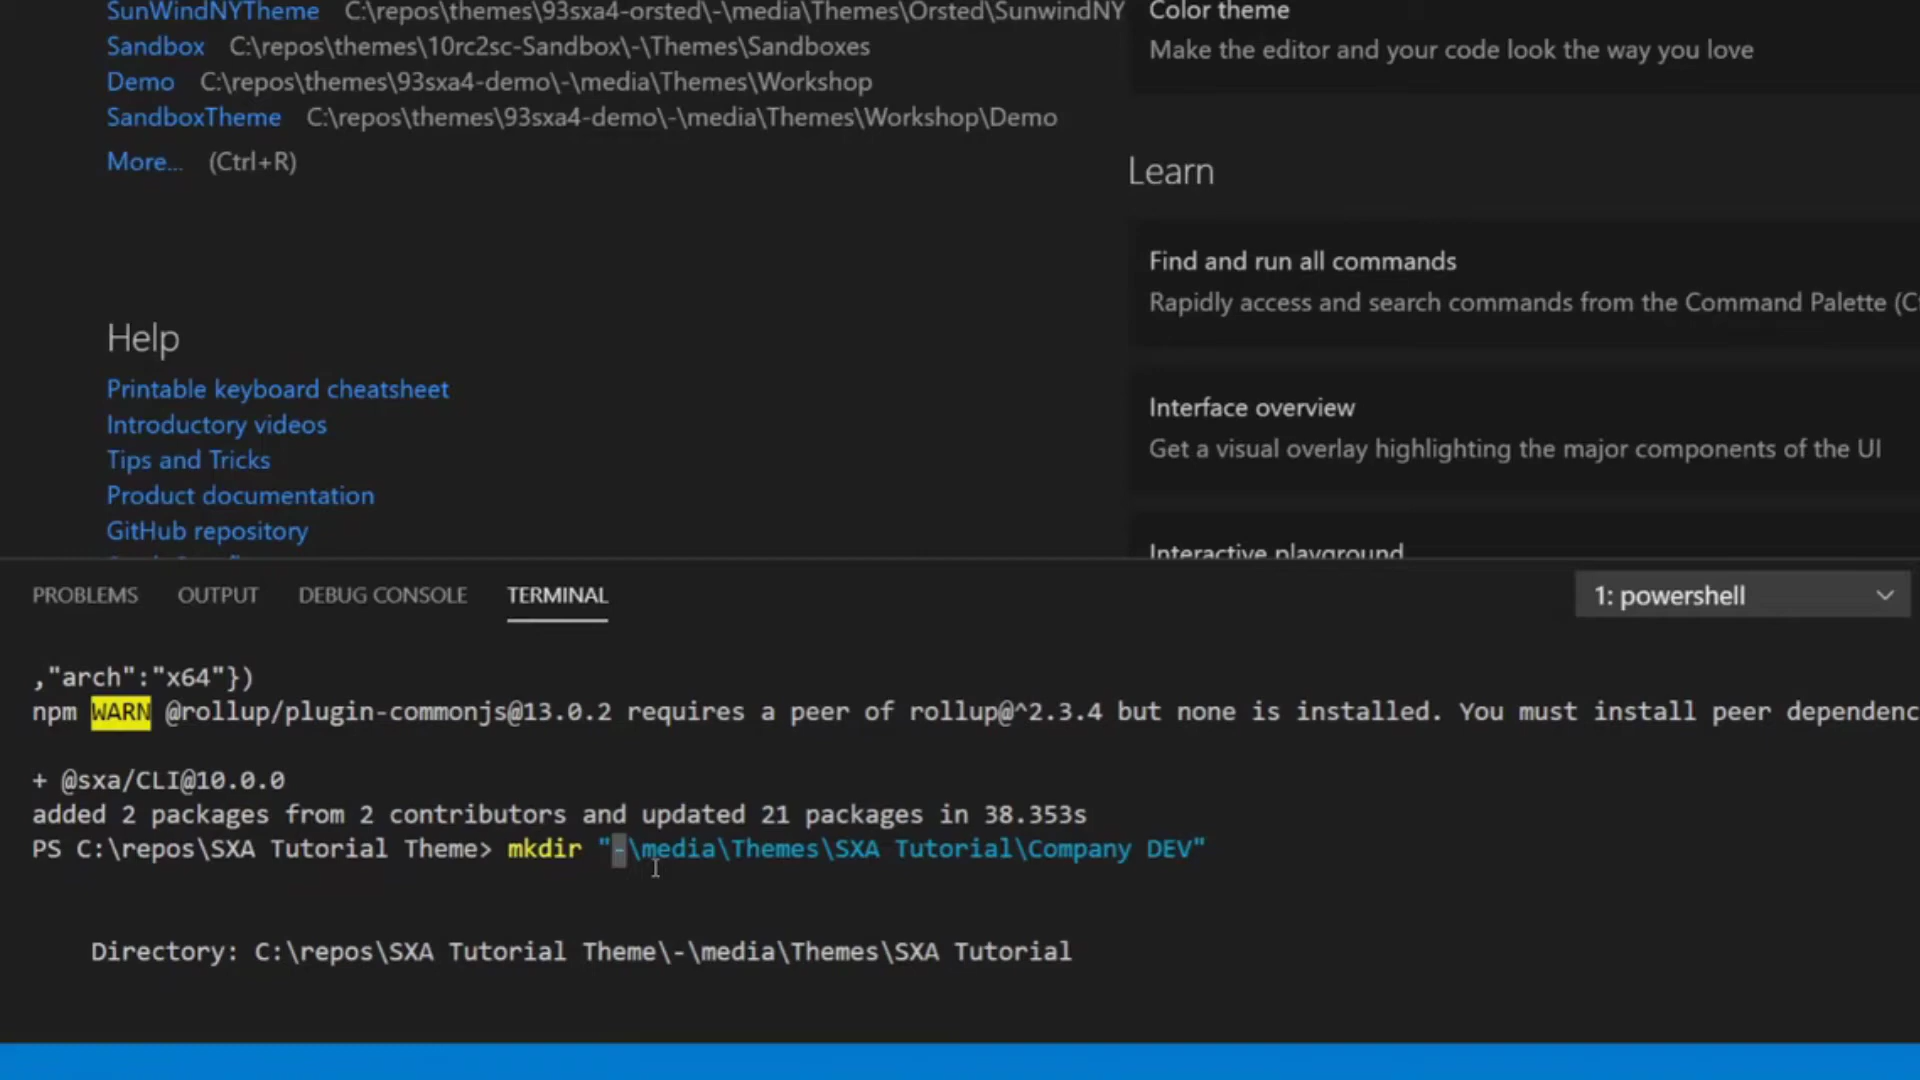 SunWindNYTheme C:\repos\themes\93sxa4-orsted\-\media\Themes\Orsted\SunwindNY
Sandbox C:\repos\themes\10rc2sc-Sandbox\-\Themes\Sandboxes
Demo C:\repos\themes\93sxa4-demo\-\media\Themes\Workshop
SandboxTheme C:\repos\themes\93sxa4-demo\-\media\Themes\Workshop\Demo
More... (Ctrl+R)
Help
Printable keyboard cheatsheet
Introductory videos
Tips and Tricks
Product documentation
GitHub repository
Color theme
Make the editor and your code look the way you love
Learn
Find and run all commands
Rapidly access and search commands from the Command Palette (C
Interface overview
Get a visual overlay highlighting the major components of the UI
Interactive playground
PROBLEMS OUTPUT DEBUG CONSOLE TERMINAL 1: powershell
,"arch":"x64"})
npm WARN @rollup/plugin-commonjs@13.0.2 requires a peer of rollup@^2.3.4 but none is installed. You must install peer dependenc
+ @sxa/CLI@10.0.0
added 2 packages from 2 contributors and updated 21 packages in 38.353s
PS C:\repos\SXA Tutorial Theme> mkdir "-\media\Themes\SXA Tutorial\Company DEV"
Directory: C:\repos\SXA Tutorial Theme\-\media\Themes\SXA Tutorial